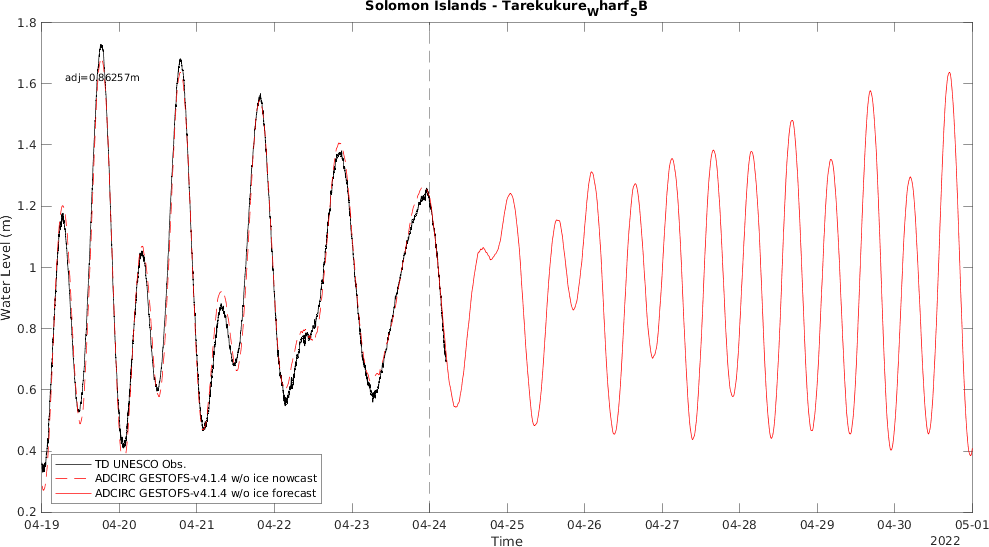 Solomon Islands - Tarekukure_Wharf_SB
1.8
adj=0.86257m
1.6
1.4
1.2
1
0.8
0.6
0.4
0.2
Water Level (m)
TD UNESCO Obs.
ADCIRC GESTOFS-v4.1.4 w/o ice nowcast
ADCIRC GESTOFS-v4.1.4 w/o ice forecast
04-19 04-20 04-21 04-22 04-23 04-24 04-25 04-26 04-27 04-28 04-29 04-30 05-01
Time
2022